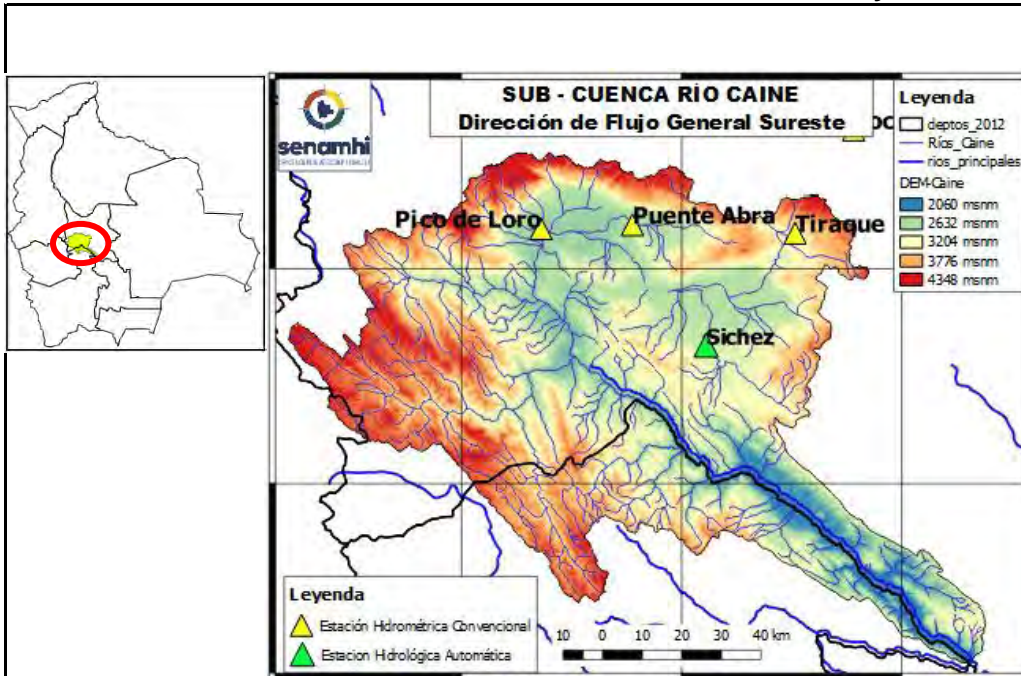 SUB - CUENCA RÍO CAINE
Dirección de Flujo General Sureste
senamhi
Leyenda
deptos_2012
Ríos_Caine
rios_principales
DEM-Caine
2060 msnm
2632 msnm
3204 msnm
3776 msnm
4348 msnm
Pico de Loro
Puente Abra
Tiraque
Sichez
Leyenda
Estación Hidrométrica Convencional
Estacion Hidrológica Automática
10 0 10 20 30 40 km